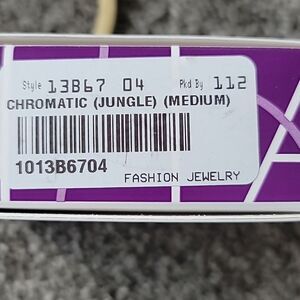 Style 13B67 04 Pkd By 112
CHROMATIC (JUNGLE) (MEDIUM)
1013B6704
FASHION JEWELRY